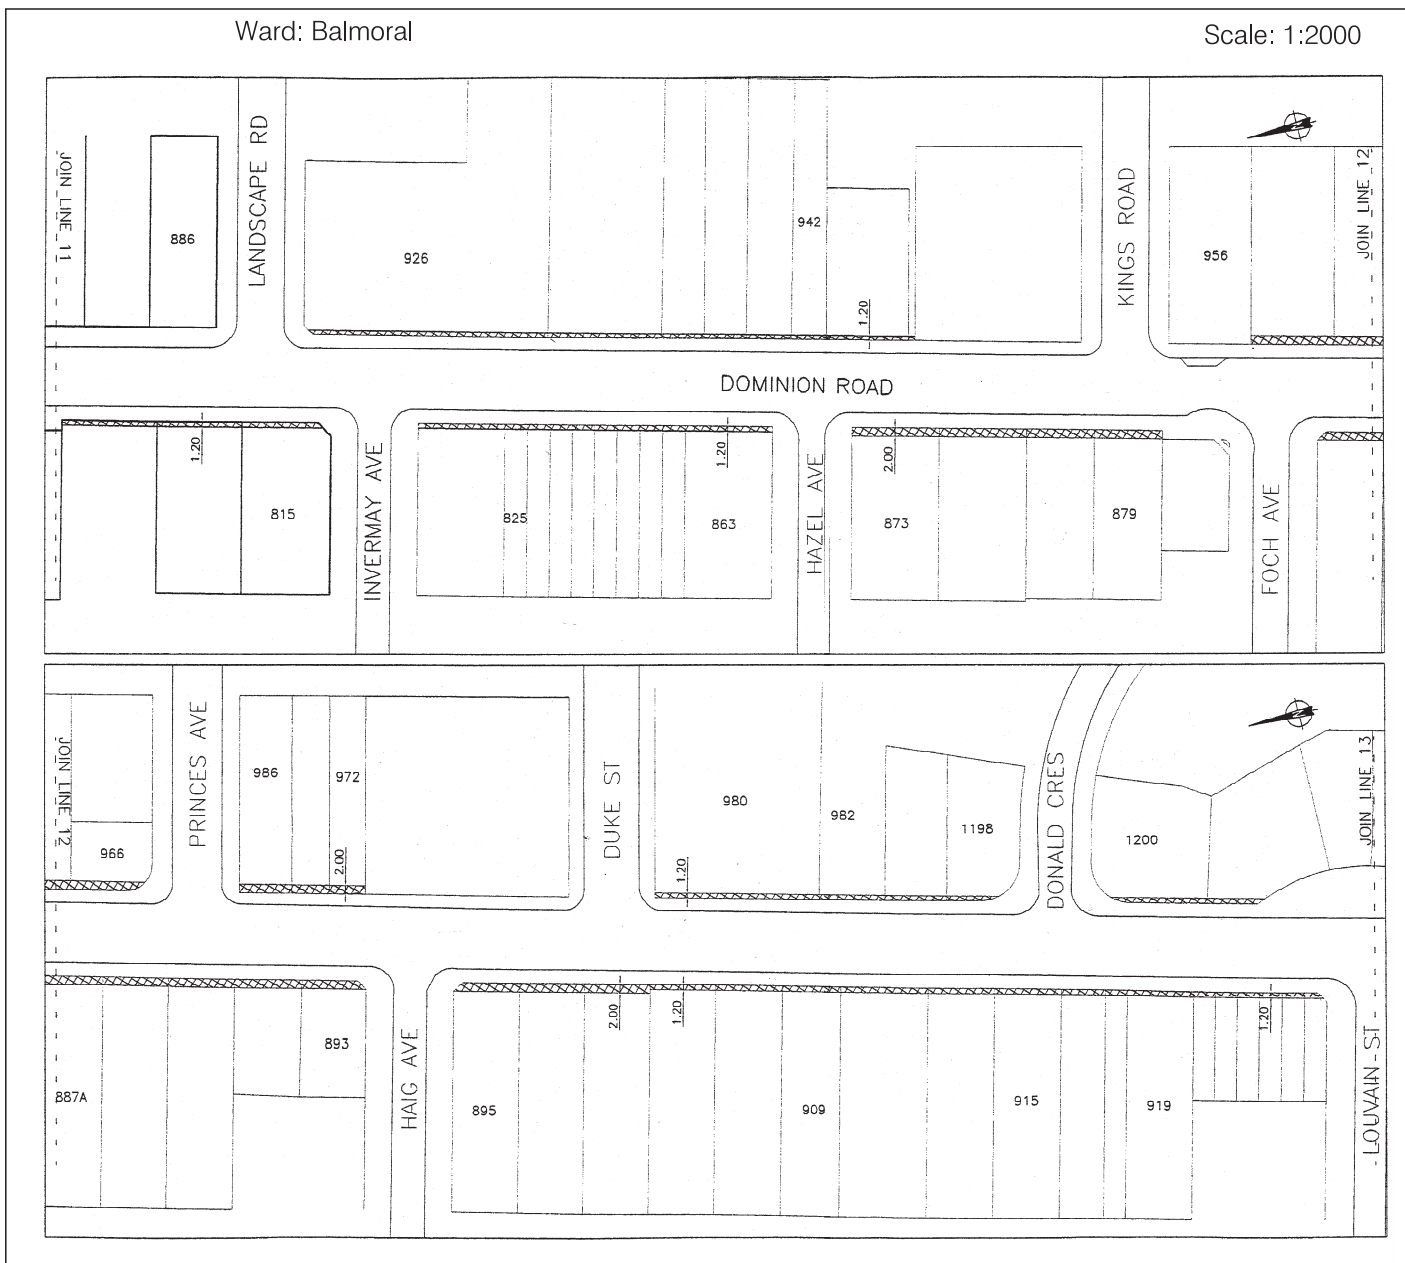 Ward: Balmoral
Scale: 1:2000
JOIN LINE 11
886
LANDSCAPE RD
926
942
1.20
KINGS ROAD
956
JOIN LINE 12
DOMINION ROAD
1.20
815
INVERMAY AVE
825
1.20
863
HAZEL AVE
2.00
873
879
FOCH AVE
JOIN LINE 12
966
PRINCES AVE
986
972
2.00
DUKE ST
980
1.20
982
1198
DONALD CRES
1200
JOIN LINE 13
887A
893
HAIG AVE
895
2.00
1.20
909
915
919
1.20
LOUVAIN ST